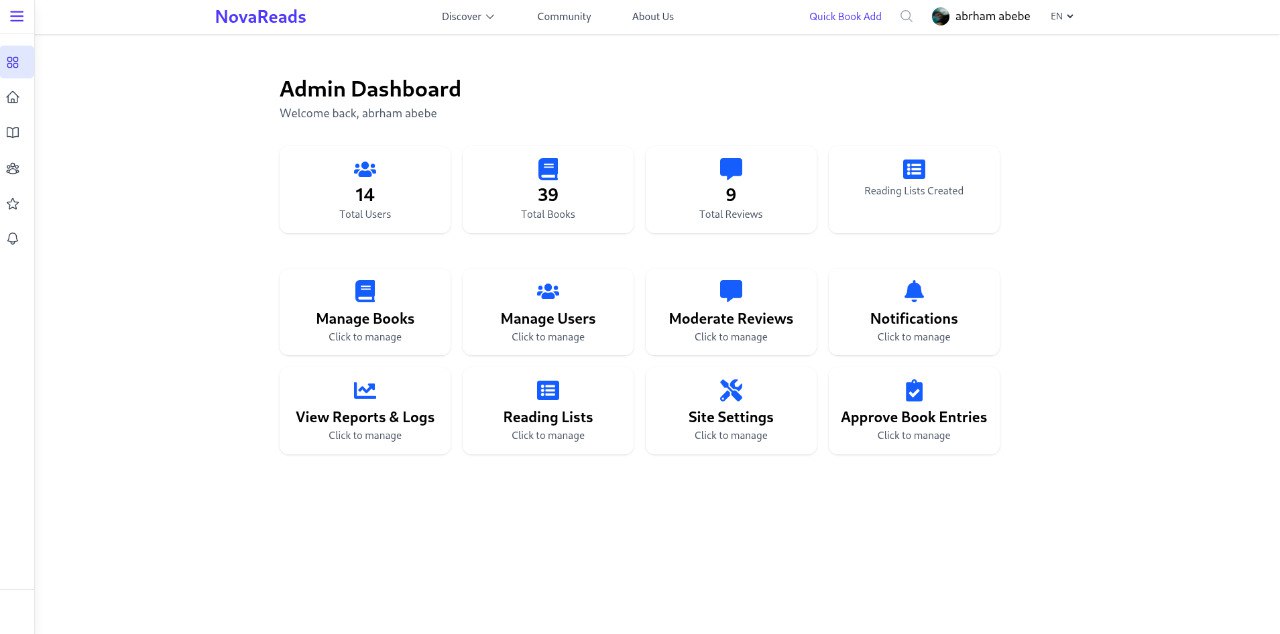 NovaReads Discover Community About Us Quick Book Add abrham abebe EN
Admin Dashboard
Welcome back, abrham abebe
14 39 9
Total Users Total Books Total Reviews Reading Lists Created
Manage Books Manage Users Moderate Reviews Notifications
Click to manage Click to manage Click to manage Click to manage
View Reports & Logs Reading Lists Site Settings Approve Book Entries
Click to manage Click to manage Click to manage Click to manage